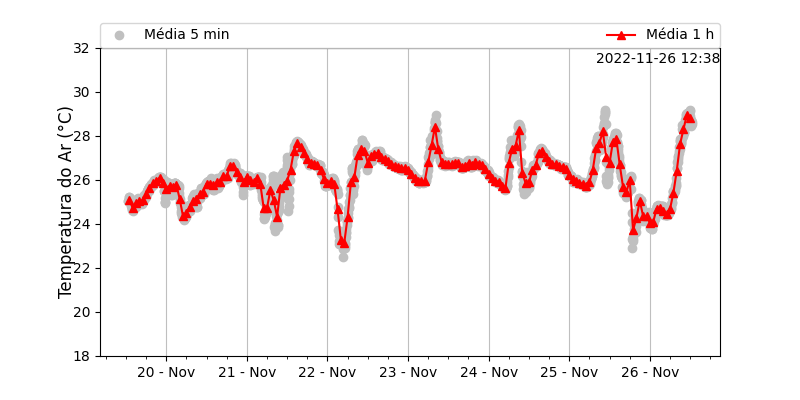 Média 5 min
Média 1 h
2022-11-26 12:38
Temperatura do Ar (°C)
32
30
28
26
24
22
20
18
20 - Nov
21 - Nov
22 - Nov
23 - Nov
24 - Nov
25 - Nov
26 - Nov